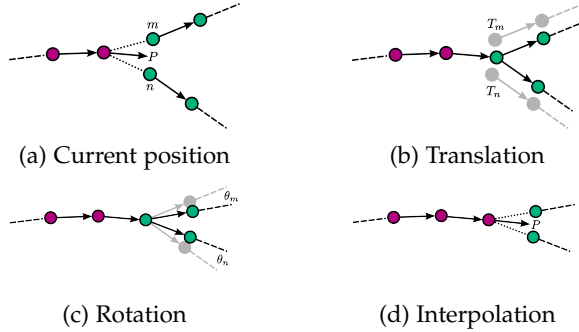 m
P
n
(a) Current position
T_m
T_n
(b) Translation
θ_m
θ_n
(c) Rotation
P
(d) Interpolation